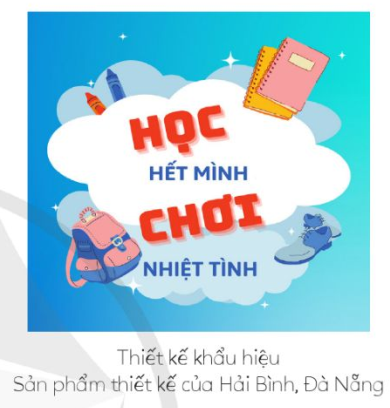 HỌC
HẾT MÌNH
CHƠI
NHIỆT TÌNH
Thiết kế khẩu hiệu
Sản phẩm thiết kế của Hải Bình, Đà Nẵng